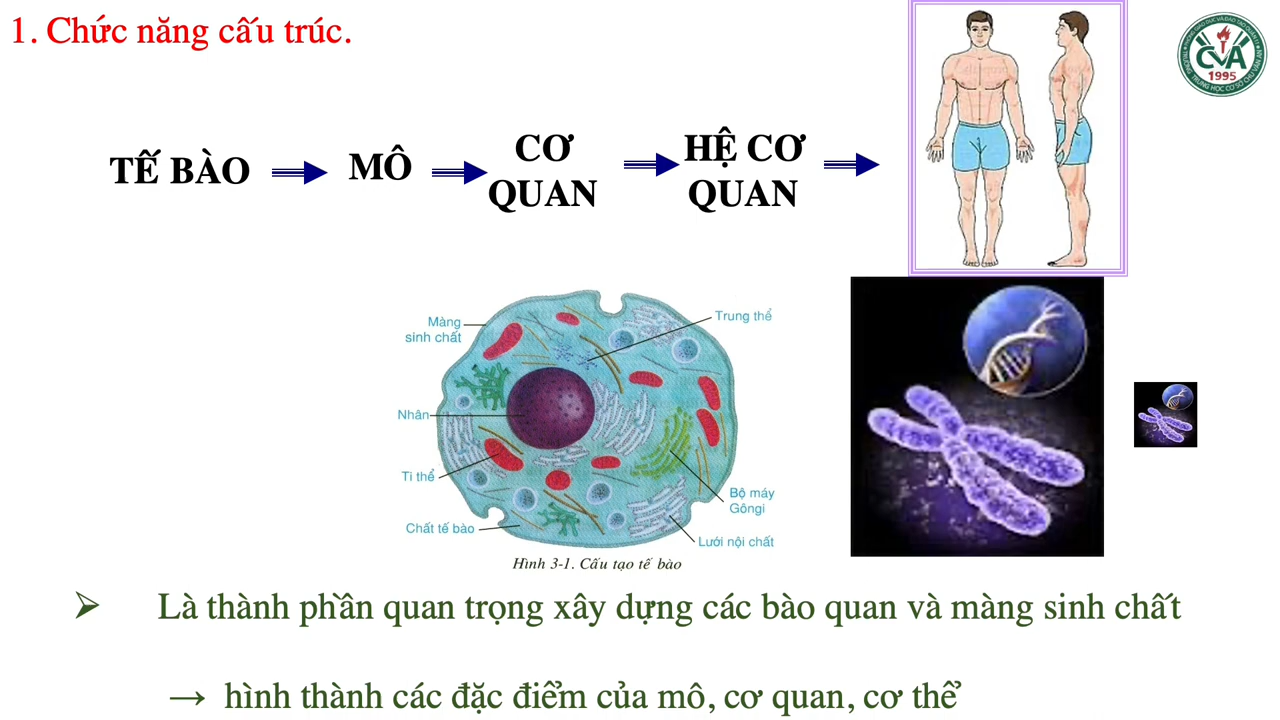 1. Chức năng cấu trúc.
TẾ BÀO
MÔ
CƠ
QUAN
HỆ CƠ
QUAN
CVA
1995
Màng
sinh chất
Trung thể
Nhân
Ti thể
Bộ máy
Gôngi
Chất tế bào
Lưới nội chất
Hình 3-1. Cấu tạo tế bào
Là thành phần quan trọng xây dựng các bào quan và màng sinh chất
→ hình thành các đặc điểm của mô, cơ quan, cơ thể